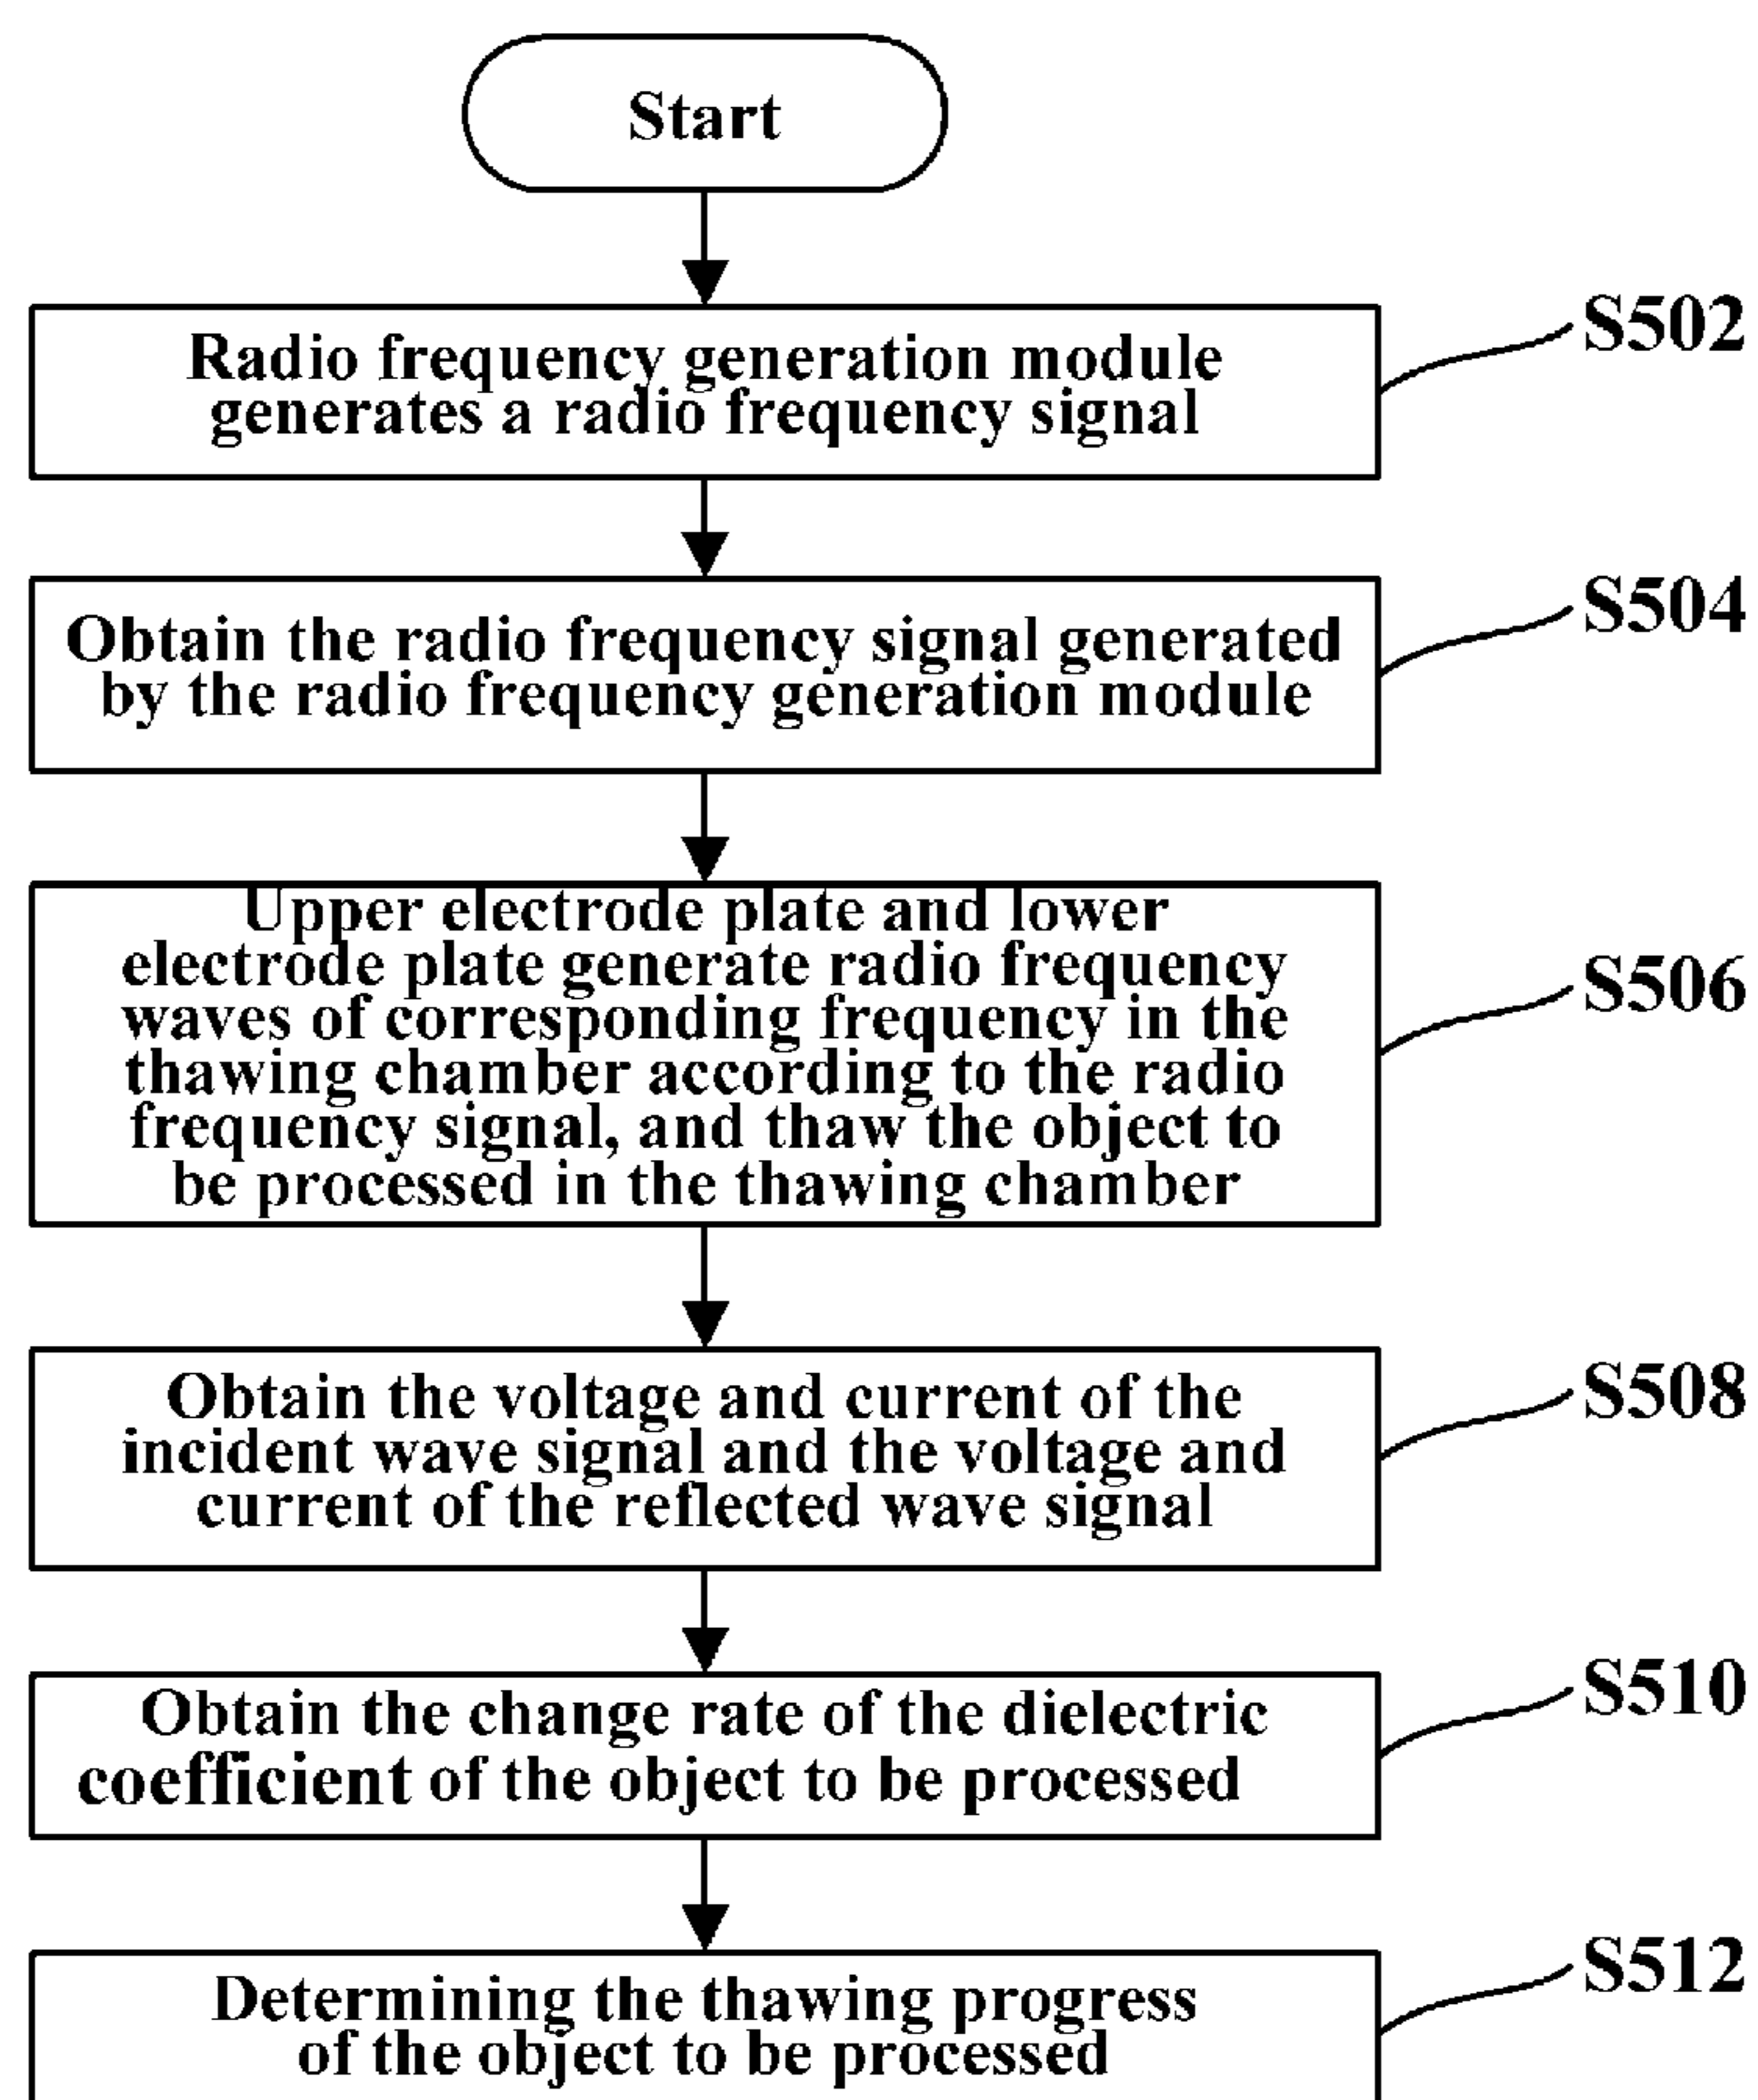 Start
Radio frequency generation module
generates a radio frequency signal
S502
Obtain the radio frequency signal generated
by the radio frequency generation module
S504
Upper electrode plate and lower
electrode plate generate radio frequency
waves of corresponding frequency in the
thawing chamber according to the radio
frequency signal, and thaw the object to
be processed in the thawing chamber
S506
Obtain the voltage and current of the
incident wave signal and the voltage and
current of the reflected wave signal
S508
Obtain the change rate of the dielectric
coefficient of the object to be processed
S510
Determining the thawing progress
of the object to be processed
S512